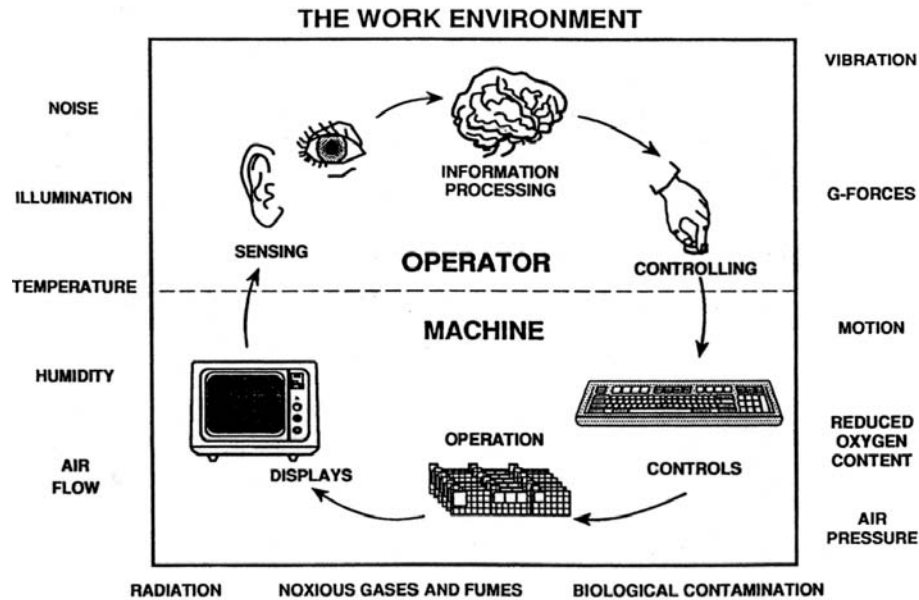 THE WORK ENVIRONMENT
VIBRATION
NOISE
INFORMATION
PROCESSING
ILLUMINATION
G-FORCES
SENSING
OPERATOR
CONTROLLING
TEMPERATURE
MACHINE
MOTION
HUMIDITY
REDUCED
OXYGEN
CONTENT
OPERATION
AIR
FLOW
DISPLAYS
CONTROLS
AIR
PRESSURE
RADIATION
NOXIOUS GASES AND FUMES
BIOLOGICAL CONTAMINATION